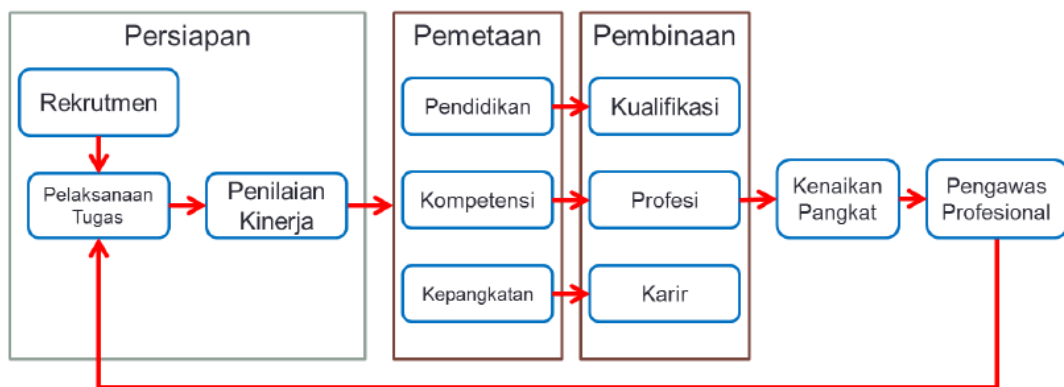 Persiapan
Rekrutmen
Pelaksanaan
Tugas
Penilaian
Kinerja
Pemetaan
Pendidikan
Kompetensi
Kepangkatan
Pembinaan
Kualifikasi
Profesi
Karir
Kenaikan
Pangkat
Pengawas
Profesional